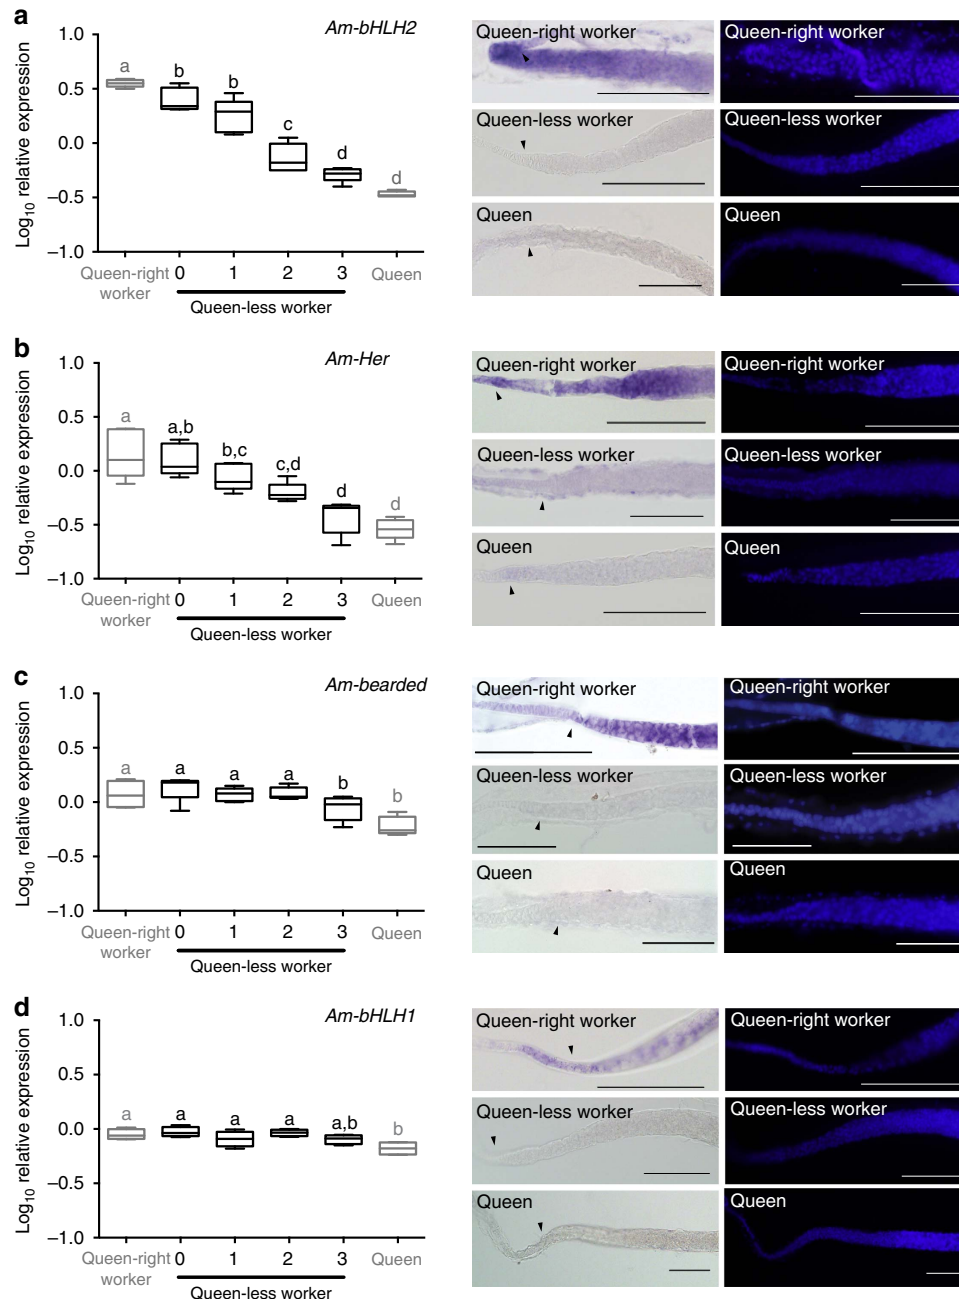 a
Am-bHLH2
Log10 relative expression
1.0
0.5
0.0
−0.5
−1.0
a
b
b
c
d
d
Queen-right worker
0
1
2
3
Queen
Queen-less worker
Queen-right worker
Queen-right worker
Queen-less worker
Queen-less worker
Queen
Queen
b
Am-Her
Log10 relative expression
1.0
0.5
0.0
−0.5
−1.0
a
a,b
b,c
c,d
d
d
Queen-right worker
0
1
2
3
Queen
Queen-less worker
Queen-right worker
Queen-right worker
Queen-less worker
Queen-less worker
Queen
Queen
c
Am-bearded
Log10 relative expression
1.0
0.5
0.0
−0.5
−1.0
a
a
a
a
b
b
Queen-right worker
0
1
2
3
Queen
Queen-less worker
Queen-right worker
Queen-right worker
Queen-less worker
Queen-less worker
Queen
Queen
d
Am-bHLH1
Log10 relative expression
1.0
0.5
0.0
−0.5
−1.0
a
a
a
a
a,b
b
Queen-right worker
0
1
2
3
Queen
Queen-less worker
Queen-right worker
Queen-right worker
Queen-less worker
Queen-less worker
Queen
Queen